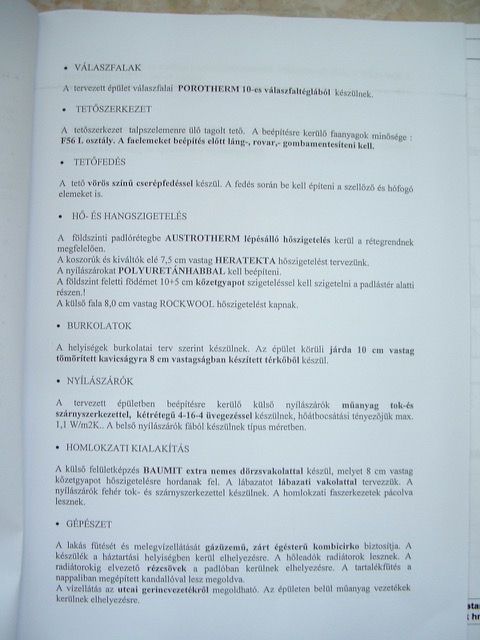 • VÁLASZFALAK
A tervezett épület válaszfalai POROTHERM 10-es válaszfaltéglából készülnek.
• TETŐSZERKEZET
A tetőszerkezet talpszelemenre ülő tagolt tető. A beépítésre kerülő faanyagok minősége :
F56 I. osztály. A faelemeket beépítés előtt láng-, rovar,- gombamentesíteni kell.
• TETŐFEDÉS
A tető vörös színű cserépfedéssel készül. A fedés során be kell építeni a szellőző és hófogó
elemeket is.
• HŐ- ÉS HANGSZIGETELÉS
A földszinti padlórétegbe AUSTROTHERM lépésálló hőszigetelés kerül a rétegrendnek
megfelelően.
A koszorúk és kiváltók elé 7,5 cm vastag HERATEKTA hőszigetelést tervezünk.
A nyílászárokat POLYURETÁNHABBAL kell beépíteni.
A földszint feletti födémet 10+5 cm kőzetgyapot szigeteléssel kell szigetelni a padlástér alatti
részen.!
A külső fala 8,0 cm vastag ROCKWOOL hőszigetelést kapnak.
• BURKOLATOK
A helyiségek burkolatai terv szerint készülnek. Az épület körüli járda 10 cm vastag
tömörített kavicságyra 8 cm vastagságban készített térkőből készül.
• NYÍLÁSZÁRÓK
A tervezett épületben beépítésre kerülő külső nyílászárók műanyag tok-és
szárnyszerkezettel, kétrétegű 4-16-4 üvegezéssel készülnek, hőátbocsátási tényezőjük max.
1,1 W/m2K.. A belső nyílászárók fából készülnek típus méretben.
• HOMLOKZATI KIALAKÍTÁS
A külső felületképzés BAUMIT extra nemes dörzsvakolattal készül, melyet 8 cm vastag
kőzetgyapot hőszigetelésre hordanak fel. A lábazatot lábazati vakolattal tervezzük. A
nyílászárók fehér tok- és szárnyszerkezettel készülnek. A homlokzati faszerkezetek pácolva
lesznek.
• GÉPÉSZET
A lakás fűtését és melegvízellátását gázüzemű, zárt égésterű kombicirko biztosítja. A
készülék a háztartási helyiségben kerül elhelyezésre. A hőleadók radiátorok lesznek. A
radiátorokig elvezető rézcsövek a padlóban kerülnek elhelyezésre. A tartalékfűtés a
nappaliban megépített kandallóval lesz megoldva.
A vízellátás az utcai gerincvezetékről megoldható. Az épületen belül műanyag vezetékek
kerülnek elhelyezésre.